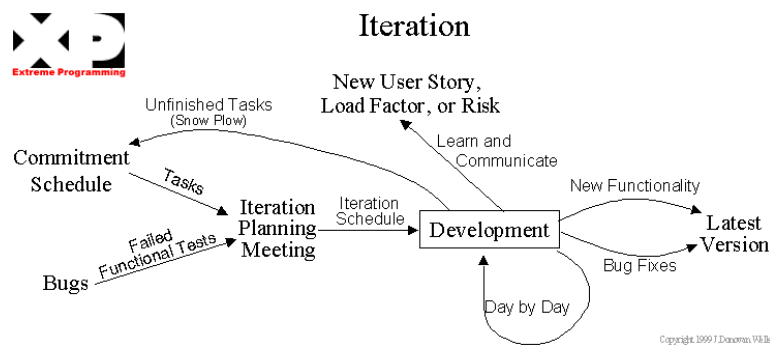 XP
Extreme Programming
Iteration
New User Story,
Load Factor, or Risk
Unfinished Tasks
(Snow Plow)
Learn and
Communicate
Commitment
Schedule
Tasks
New Functionality
Iteration
Planning
Meeting
Iteration
Schedule
Development
Latest
Version
Failed
Functional Tests
Bugs
Bug Fixes
Day by Day
Copyright 1999 J. Donovan Wells